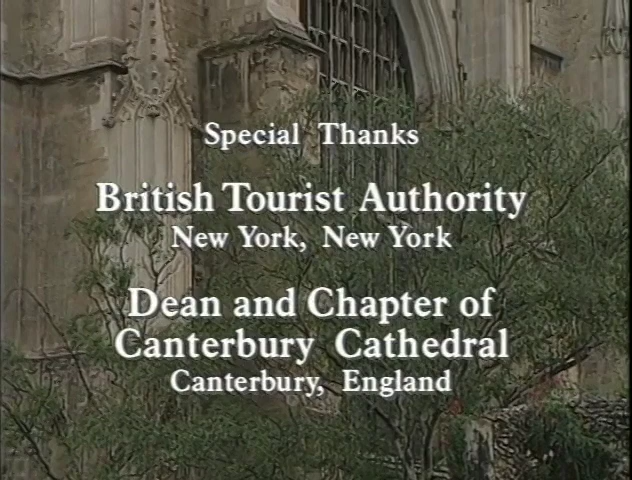 Special Thanks
British Tourist Authority
New York, New York
Dean and Chapter of
Canterbury Cathedral
Canterbury, England